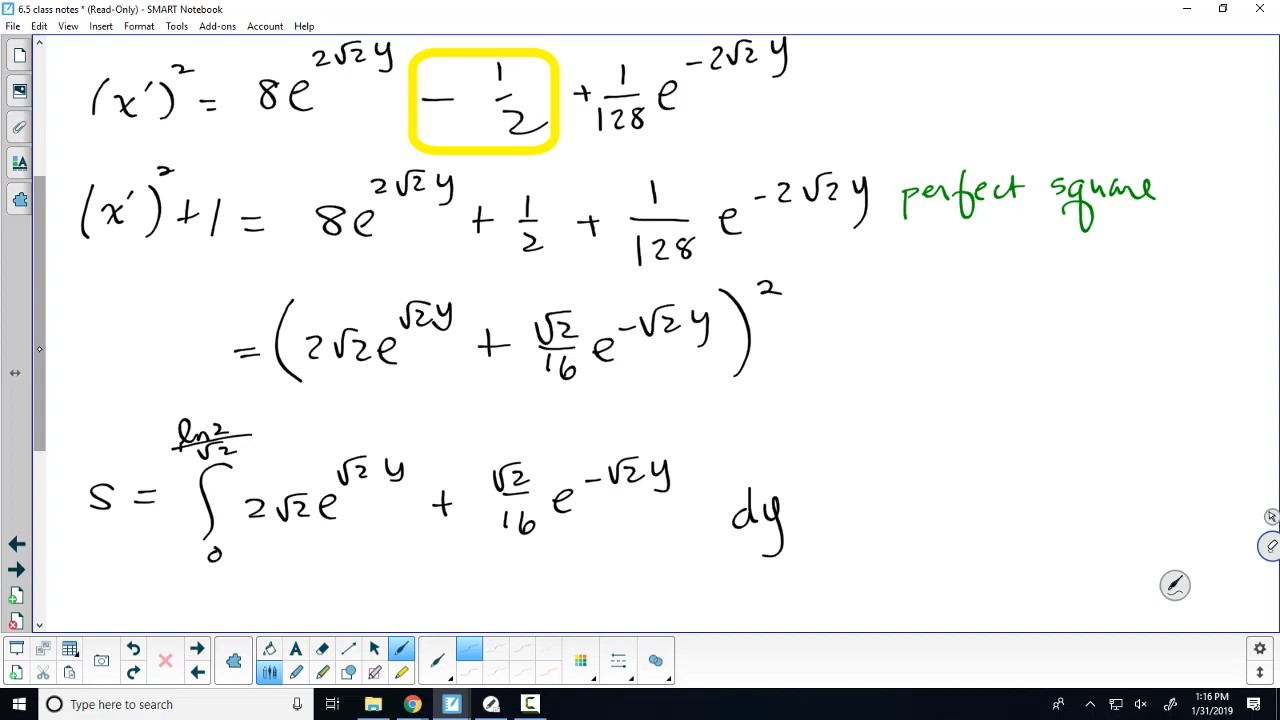 6.5 class notes * (Read-Only) - SMART Notebook
File Edit View Insert Format Tools Add-ons Account Help
(x′)² = 8e^(2√2 y) - 1/2 + 1/128 e^(-2√2 y)
(x′)² + 1 = 8e^(2√2 y) + 1/2 + 1/128 e^(-2√2 y) perfect square
= (2√2 e^(√2 y) + √2/16 e^(-√2 y))²
s = ∫_0^(ln2/√2) 2√2 e^(√2 y) + √2/16 e^(-√2 y) dy
Type here to search
1:16 PM
1/31/2019